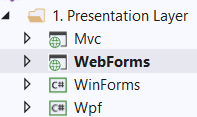 1. Presentation Layer
Mvc
WebForms
C# WinForms
C# Wpf